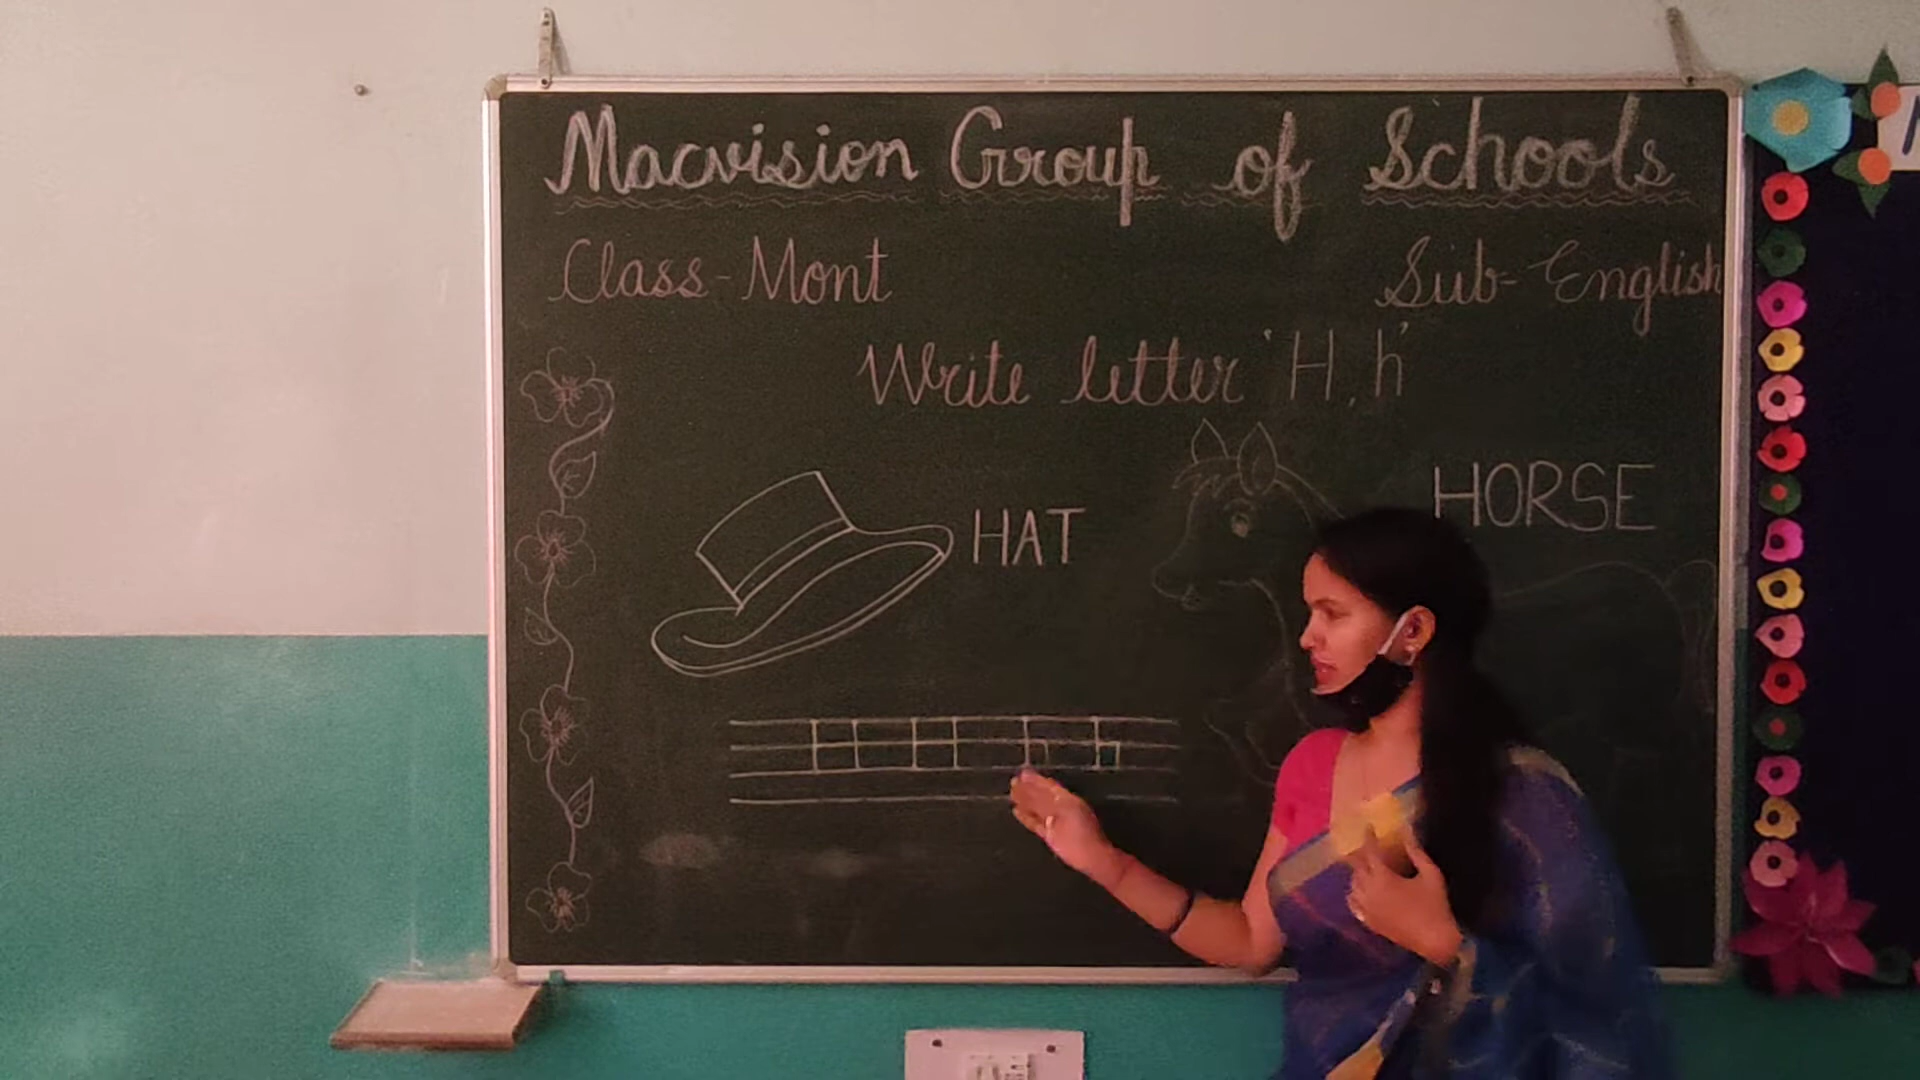 Macvision Group of Schools
Class-Mont
Sub-English
Write letter 'H, h'
HAT
HORSE
H H h h